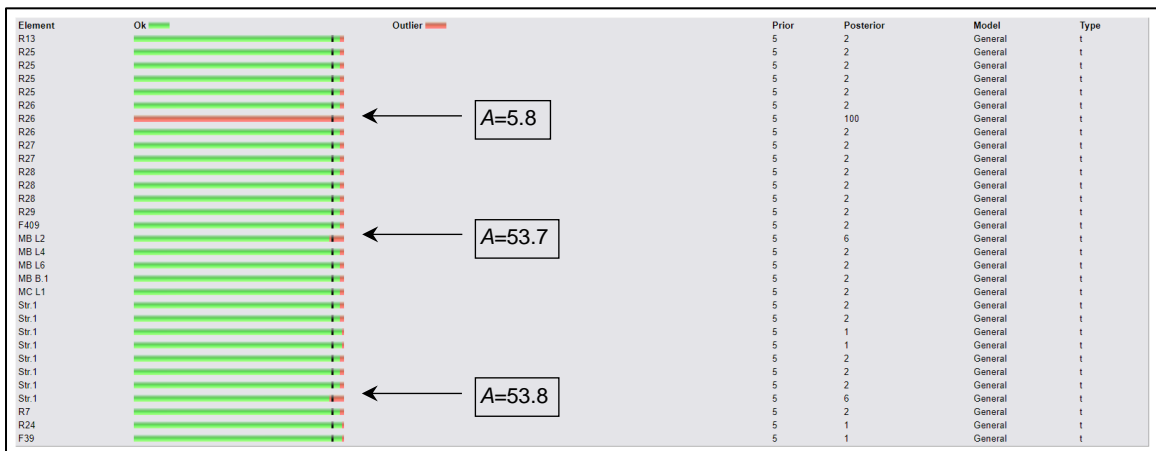 Element Ok Outlier Prior Posterior Model Type
R13 5 2 General t
R25 5 2 General t
R25 5 2 General t
R25 5 2 General t
R25 5 2 General t
R26 5 2 General t
R26 A=5.8 5 100 General t
R26 5 2 General t
R27 5 2 General t
R27 5 2 General t
R28 5 2 General t
R28 5 2 General t
R28 5 2 General t
R29 5 2 General t
F409 5 2 General t
MB L2 A=53.7 5 6 General t
MB L4 5 2 General t
MB L6 5 2 General t
MB B.1 5 2 General t
MC L1 5 2 General t
Str.1 5 2 General t
Str.1 5 2 General t
Str.1 5 1 General t
Str.1 5 1 General t
Str.1 5 2 General t
Str.1 5 2 General t
Str.1 5 2 General t
Str.1 A=53.8 5 6 General t
R7 5 2 General t
R24 5 1 General t
F39 5 1 General t